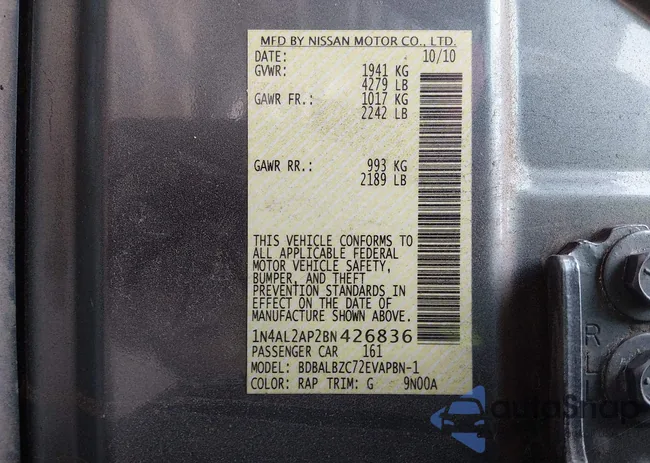 MFD BY NISSAN MOTOR CO., LTD.
DATE: 10/10
GVWR: 1941 KG
4279 LB
GAWR FR.: 1017 KG
2242 LB
GAWR RR.: 993 KG
2189 LB
THIS VEHICLE CONFORMS TO
ALL APPLICABLE FEDERAL
MOTOR VEHICLE SAFETY,
BUMPER, AND THEFT
PREVENTION STANDARDS IN
EFFECT ON THE DATE OF
MANUFACTURE SHOWN ABOVE.
1N4AL2AP2BN426836
PASSENGER CAR 161
MODEL: BDBALBZC72EVAPBN-1
COLOR: RAP TRIM: G 9N00A
RLI
autoSnap